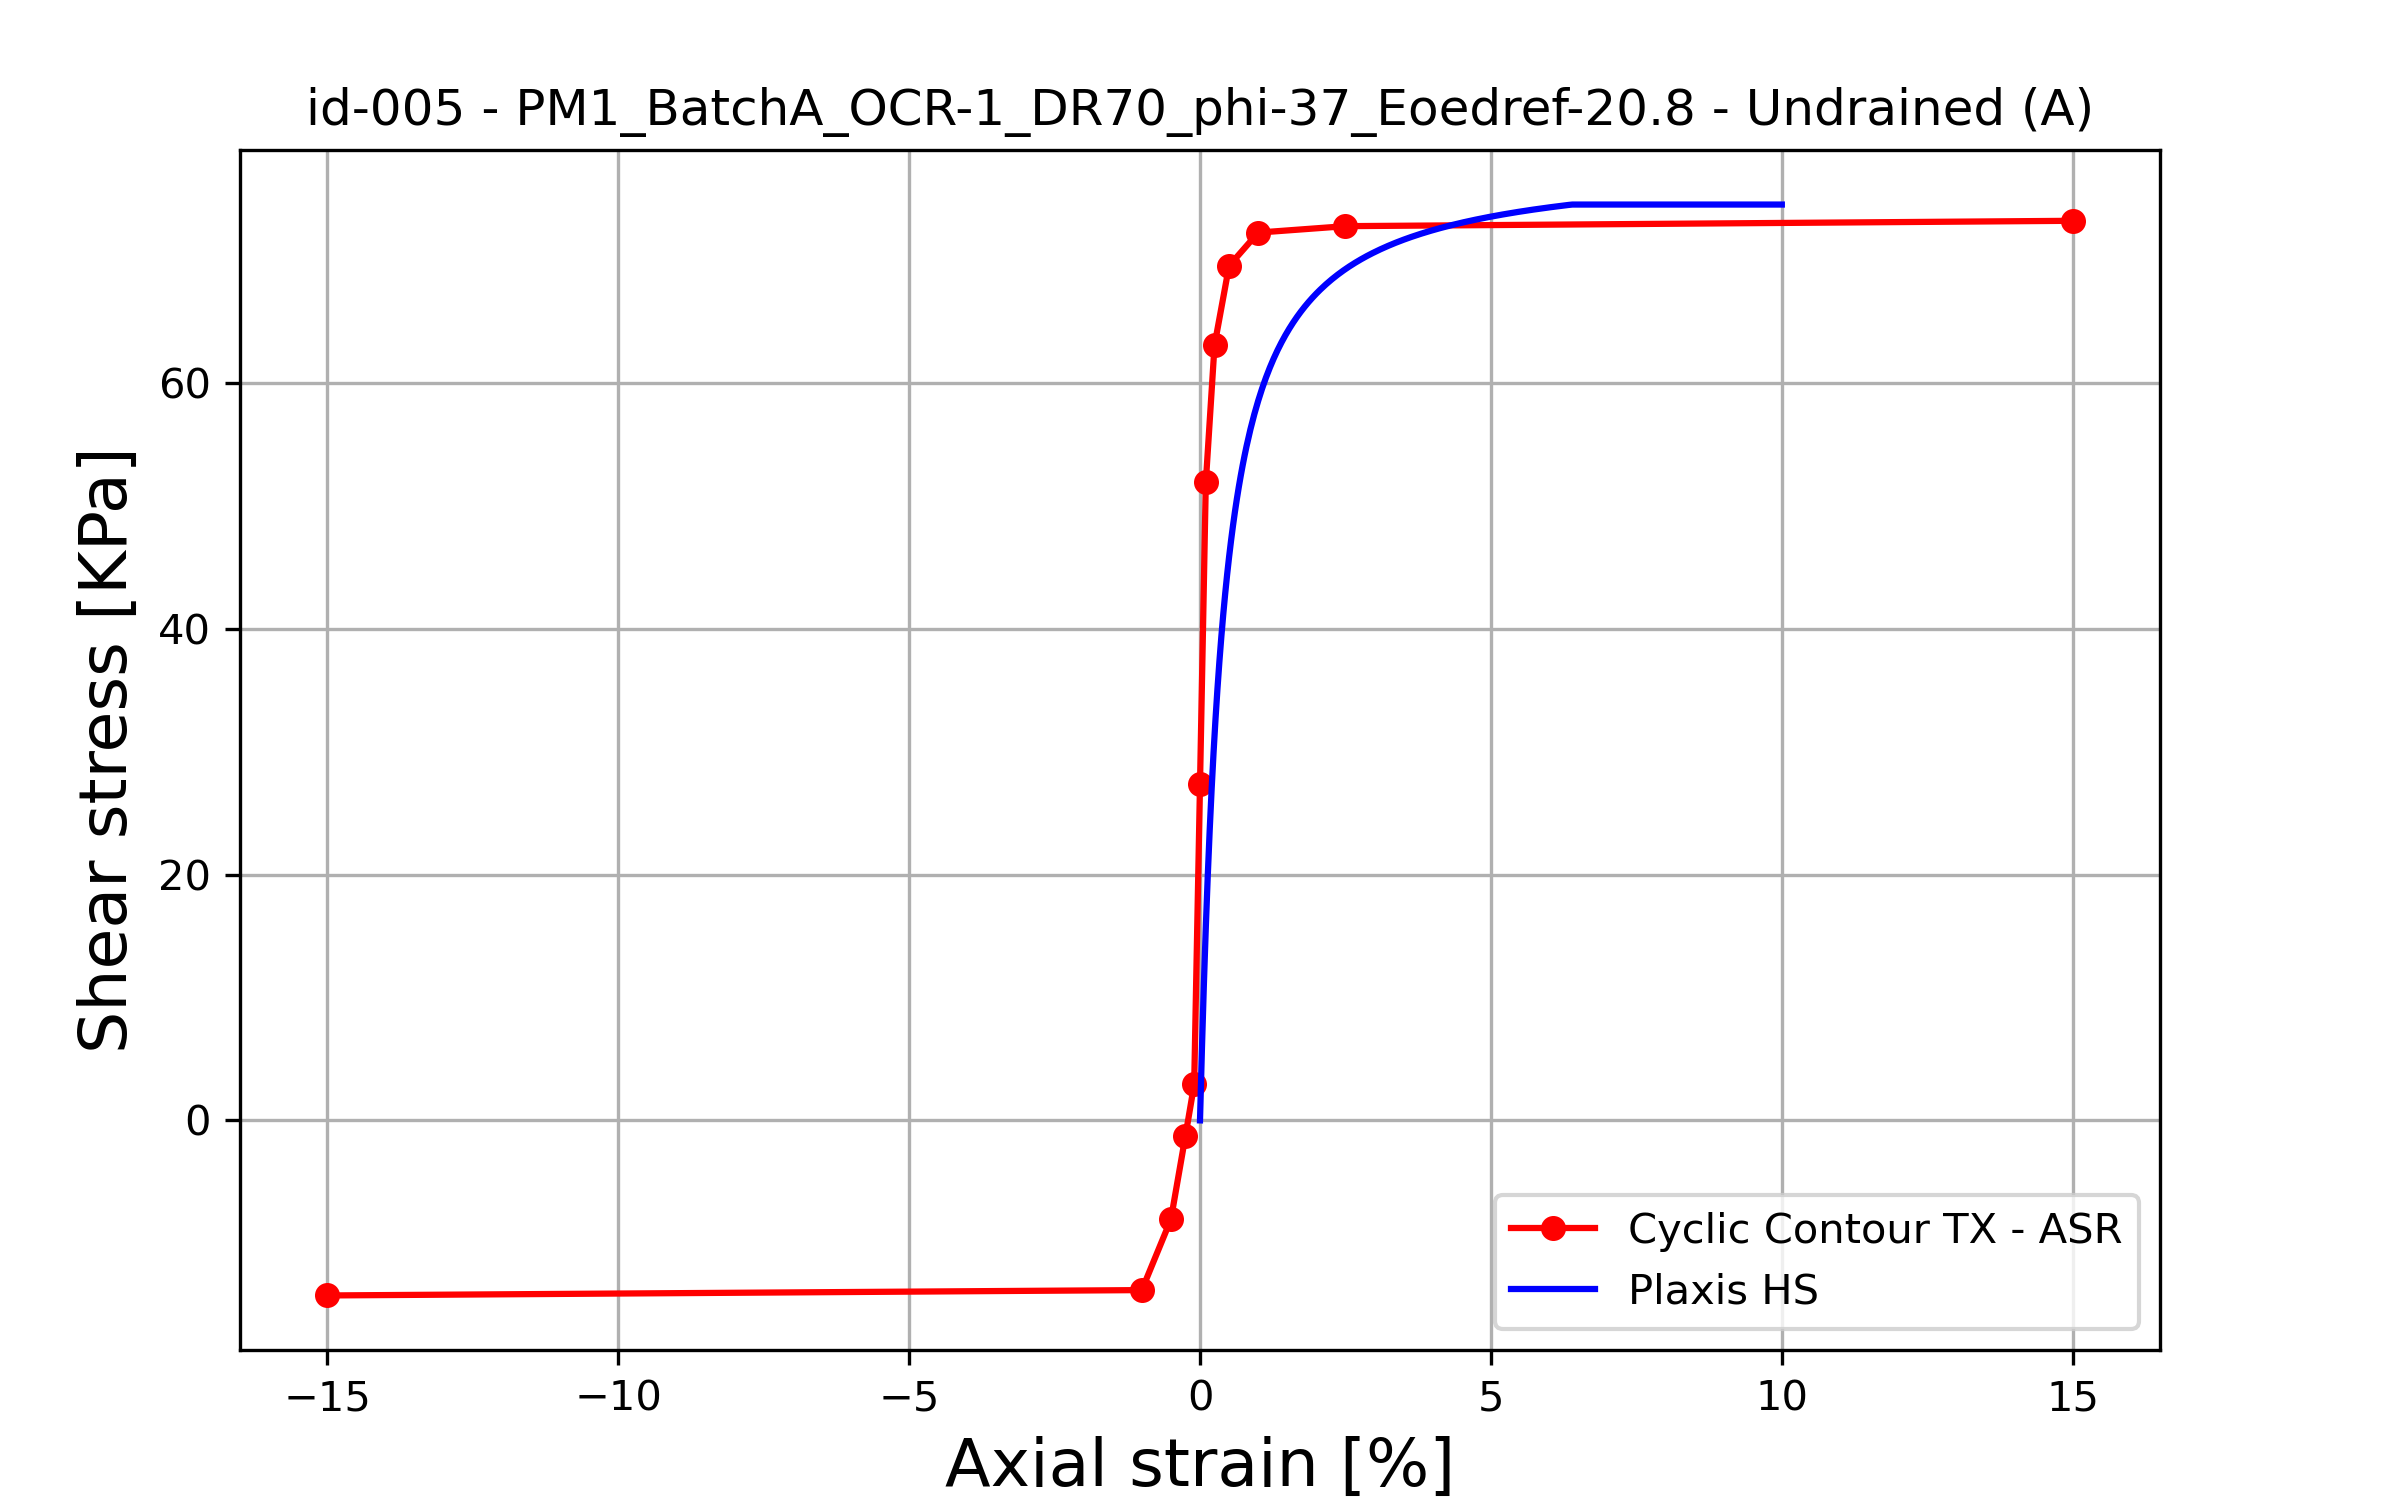 id-005 - PM1_BatchA_OCR-1_DR70_phi-37_Eoedref-20.8 - Undrained (A)
Shear stress [KPa]
60
40
20
0
Cyclic Contour TX - ASR
Plaxis HS
−15 −10 −5 0 5 10 15
Axial strain [%]